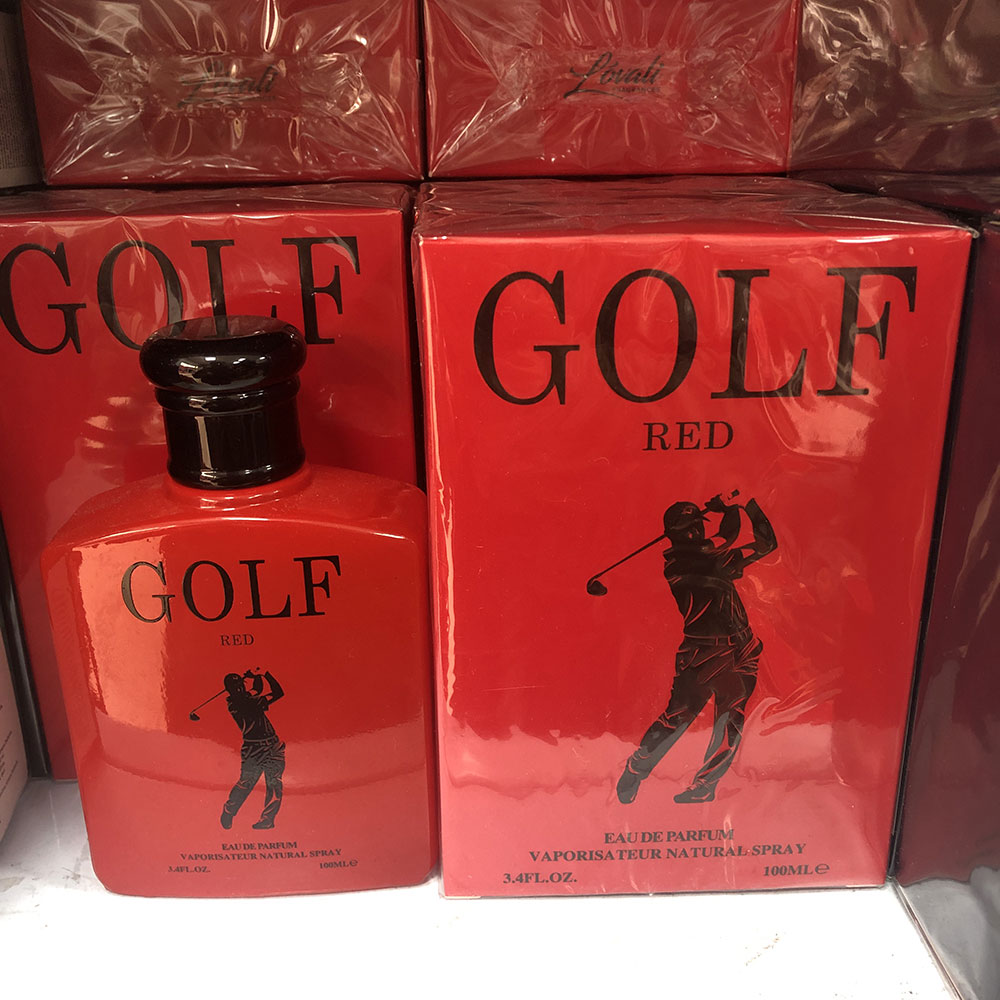 Lovali
Lovali
GOLF
GOLF
RED
EAU DE PARFUM
VAPORISATEUR NATURAL SPRAY
3.4FL.OZ. 100ML℮
GOLF
RED
EAU DE PARFUM
VAPORISATEUR NATURAL SPRAY
3.4FL.OZ. 100ML℮